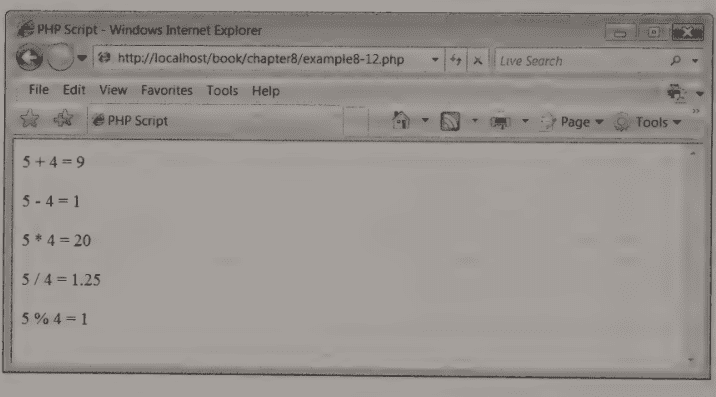 PHP Script - Windows Internet Explorer
http://localhost/book/chapter8/example8-12.php
Live Search
File Edit View Favorites Tools Help
PHP Script
Page
Tools
5 + 4 = 9
5 - 4 = 1
5 * 4 = 20
5 / 4 = 1.25
5 % 4 = 1